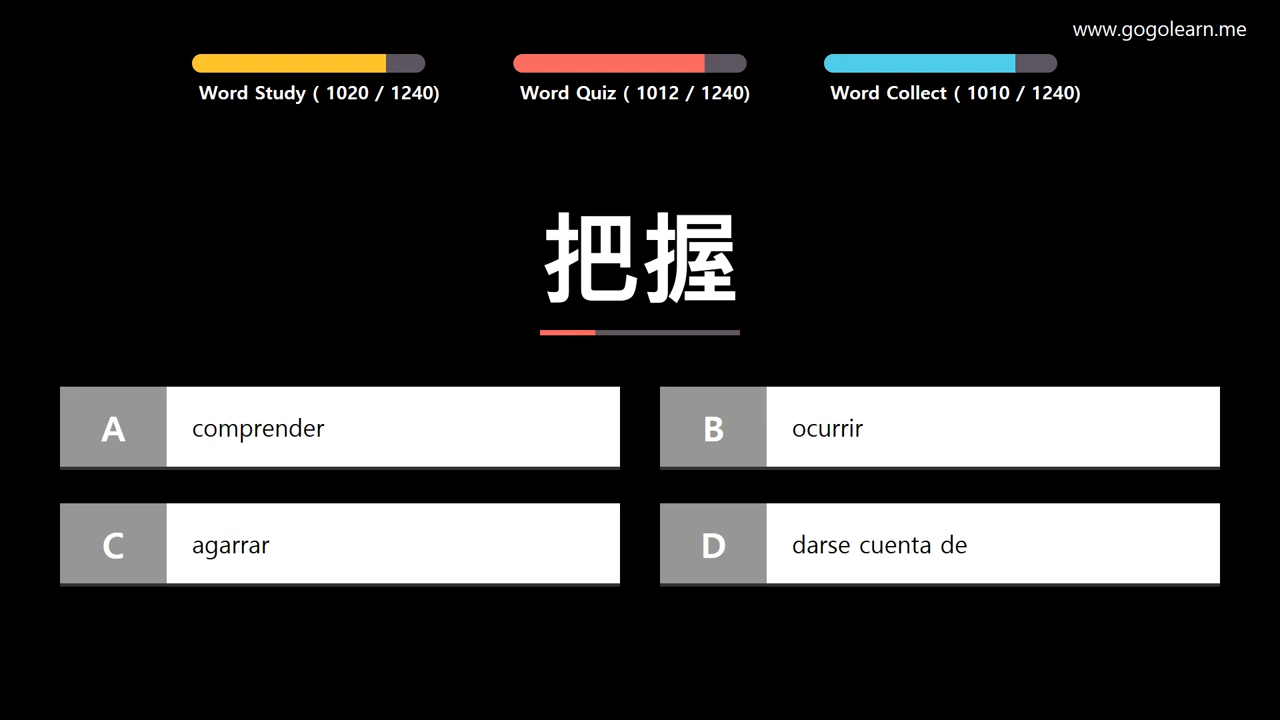 www.gogolearn.me
Word Study ( 1020 / 1240)
Word Quiz ( 1012 / 1240)
Word Collect ( 1010 / 1240)
把握
A comprender
B ocurrir
C agarrar
D darse cuenta de